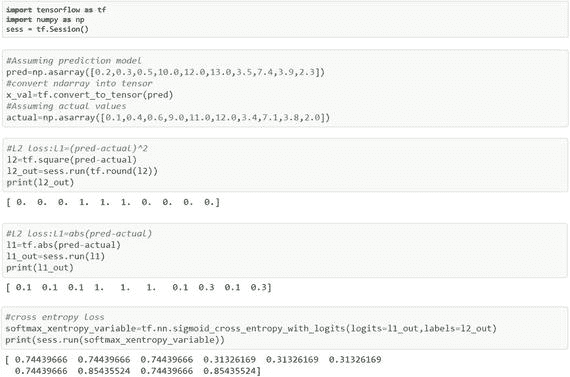 import tensorflow as tf
import numpy as np
sess = tf.Session()
#Assuming prediction model
pred=np.asarray([0.2,0.3,0.5,10.0,12.0,13.0,3.5,7.4,3.9,2.3])
#convert ndarray into tensor
x_val=tf.convert_to_tensor(pred)
#Assuming actual values
actual=np.asarray([0.1,0.4,0.6,9.0,11.0,12.0,3.4,7.1,3.8,2.0])
#L2 loss:L1=(pred-actual)^2
l2=tf.square(pred-actual)
l2_out=sess.run(tf.round(l2))
print(l2_out)
[ 0. 0. 0. 1. 1. 1. 0. 0. 0. 0.]
#L2 loss:L1=abs(pred-actual)
l1=tf.abs(pred-actual)
l1_out=sess.run(l1)
print(l1_out)
[ 0.1 0.1 0.1 1. 1. 1. 0.1 0.3 0.1 0.3]
#cross entropy loss
softmax_xentropy_variable=tf.nn.sigmoid_cross_entropy_with_logits(logits=l1_out,labels=l2_out)
print(sess.run(softmax_xentropy_variable))
[ 0.74439666 0.74439666 0.74439666 0.31326169 0.31326169 0.31326169
0.74439666 0.85435524 0.74439666 0.85435524]